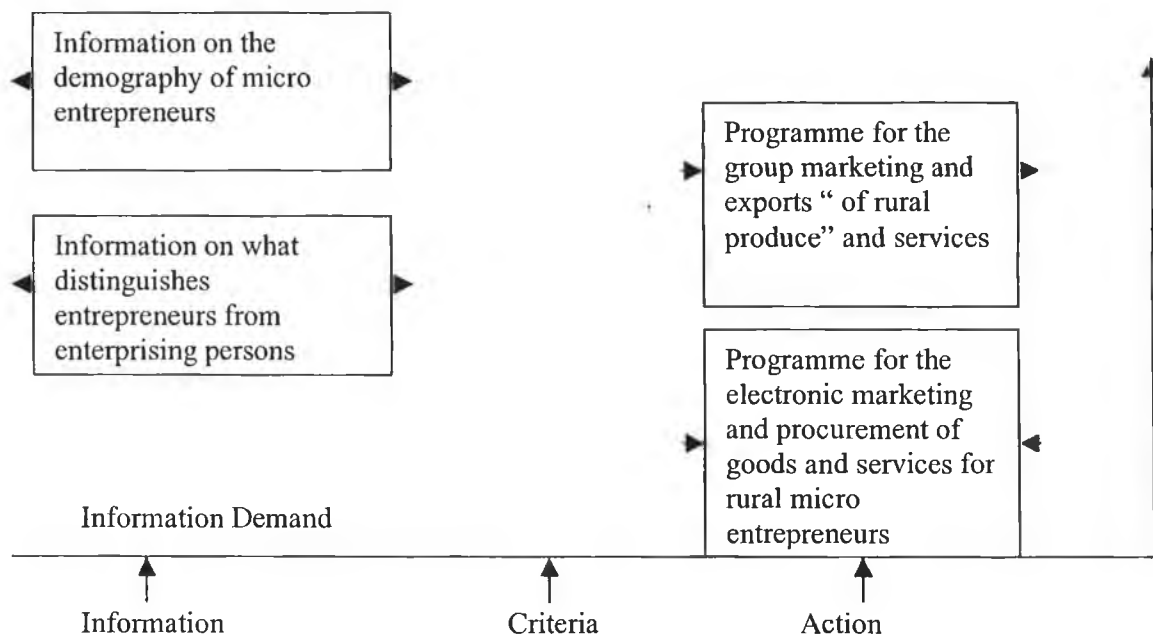 Information on the
demography of micro
entrepreneurs
Information on what
distinguishes
entrepreneurs from
enterprising persons
Programme for the
group marketing and
exports “ of rural
produce” and services
Programme for the
electronic marketing
and procurement of
goods and services for
rural micro
entrepreneurs
Information Demand
Information
Criteria
Action